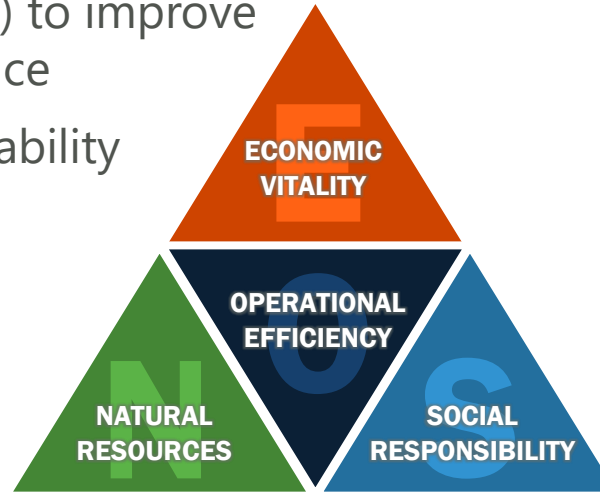 ) to improve
ce
ability
E
ECONOMIC
VITALITY
O
OPERATIONAL
EFFICIENCY
N
NATURAL
RESOURCES
S
SOCIAL
RESPONSIBILITY